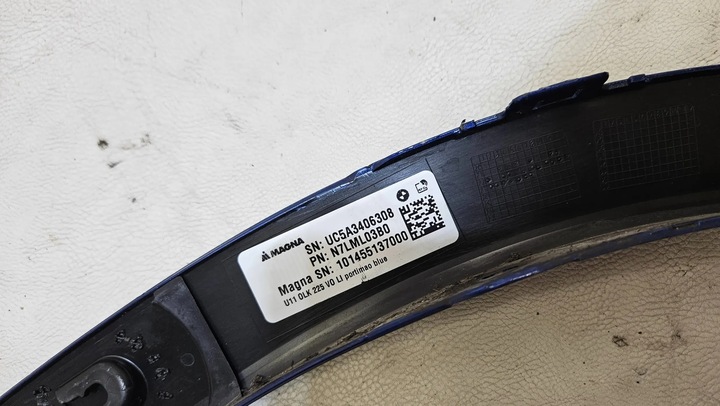 MAGNA
SN: UC5A3406308
PN: N7LML03B0
Magna SN: 101455137000
U11 OLK 225 VO LI portimao blue